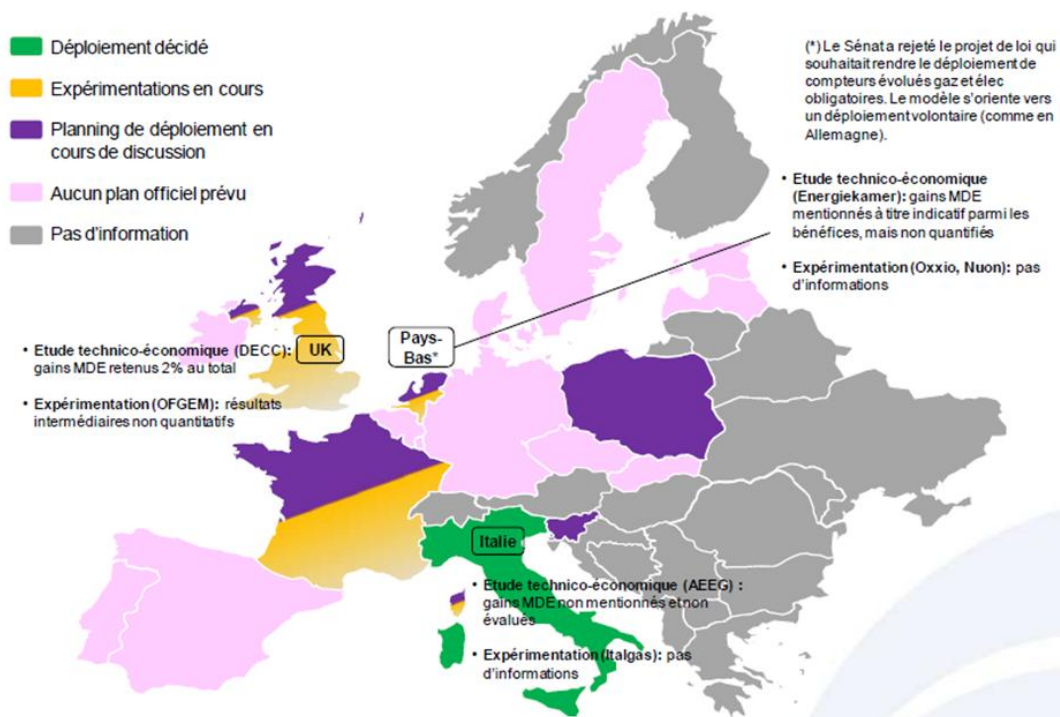 Déploiement décidé
Expérimentations en cours
Planning de déploiement en
cours de discussion
Aucun plan officiel prévu
Pas d'information
(*) Le Sénat a rejeté le projet de loi qui
souhaitait rendre le déploiement de
compteurs évolués gaz et élec
obligatoires. Le modèle s'oriente vers
un déploiement volontaire (comme en
Allemagne).
• Etude technico-économique
(Energiekamer): gains MDE
mentionnés à titre indicatif parmi les
bénéfices, mais non quantifiés
• Expérimentation (Oxxio, Nuon): pas
d'informations
Pays-
Bas*
UK
• Etude technico-économique (DECC):
gains MDE retenus 2% au total
• Expérimentation (OFGEM): résultats
intermédiaires non quantitatifs
Italie
• Etude technico-économique (AEEG) :
gains MDE non mentionnés et non
évalués
• Expérimentation (Italgas): pas
d'informations